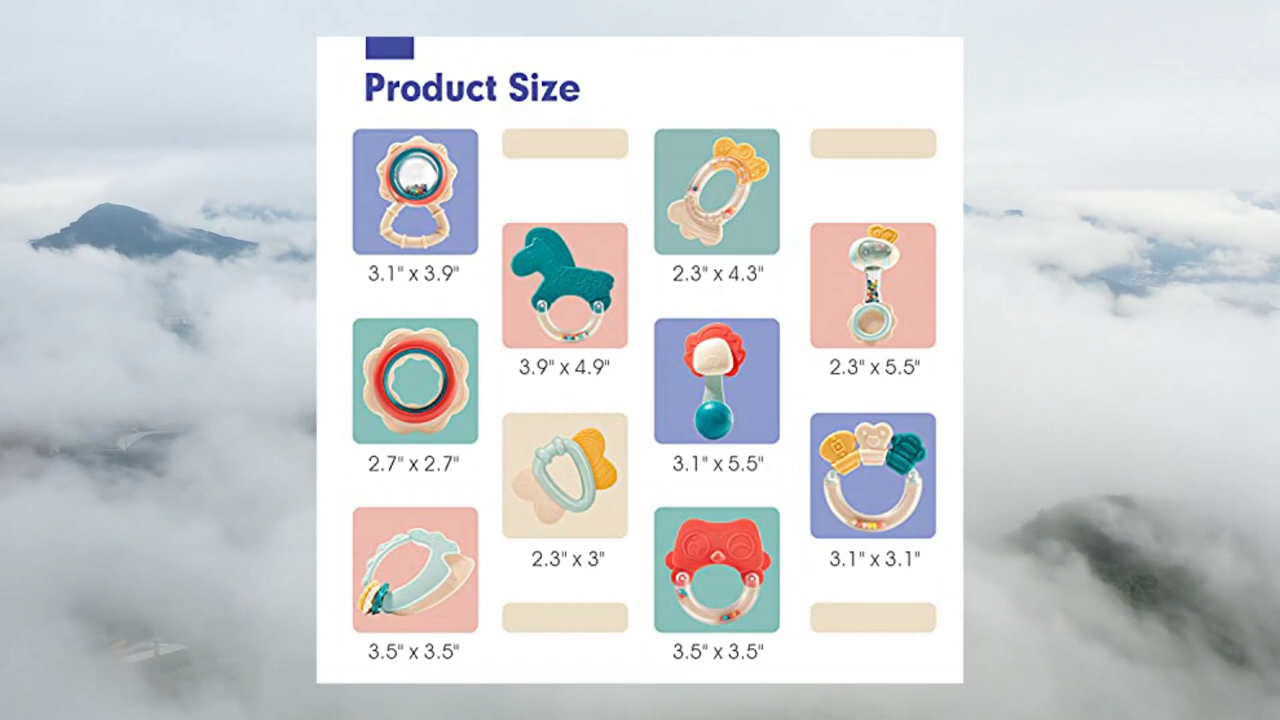 Product Size
3.1" x 3.9"
2.3" x 4.3"
3.9" x 4.9"
2.3" x 5.5"
2.7" x 2.7"
3.1" x 5.5"
2.3" x 3"
3.1" x 3.1"
3.5" x 3.5"
3.5" x 3.5"